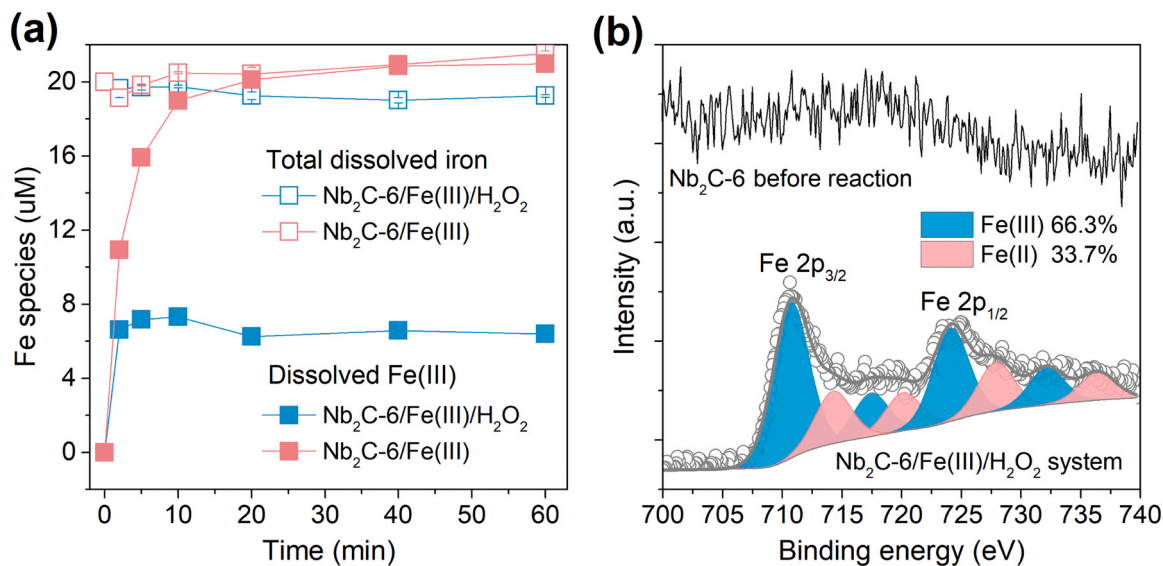 (a)
Fe species (uM)
20
16
12
8
4
0
Total dissolved iron
Nb₂C-6/Fe(III)/H₂O₂
Nb₂C-6/Fe(III)
Dissolved Fe(III)
Nb₂C-6/Fe(III)/H₂O₂
Nb₂C-6/Fe(III)
0 10 20 30 40 50 60
Time (min)
(b)
Intensity (a.u.)
Nb₂C-6 before reaction
Fe(III) 66.3%
Fe(II) 33.7%
Fe 2p₃/₂
Fe 2p₁/₂
Nb₂C-6/Fe(III)/H₂O₂ system
700 705 710 715 720 725 730 735 740
Binding energy (eV)